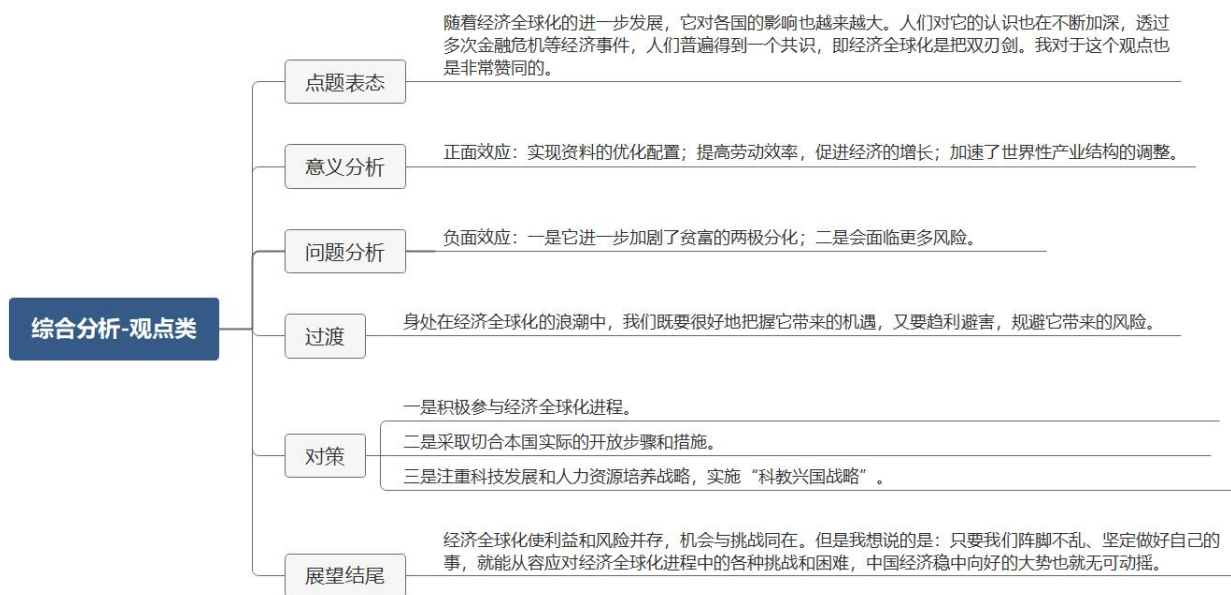 随着经济全球化的进一步发展，它对各国的影响也越来越大。人们对它的认识也在不断加深，透过
多次金融危机等经济事件，人们普遍得到一个共识，即经济全球化是把双刃剑。我对于这个观点也
是非常赞同的。
点题表态
正面效应：实现资料的优化配置；提高劳动效率，促进经济的增长；加速了世界性产业结构的调整。
意义分析
负面效应：一是它进一步加剧了贫富的两极分化；二是会面临更多风险。
问题分析
综合分析-观点类
身处在经济全球化的浪潮中，我们既要很好地把握它带来的机遇，又要趋利避害，规避它带来的风险。
过渡
一是积极参与经济全球化进程。
二是采取切合本国实际的开放步骤和措施。
对策
三是注重科技发展和人力资源培养战略，实施“科教兴国战略”。
经济全球化使利益和风险并存，机会与挑战同在。但是我想说的是：只要我们阵脚不乱、坚定做好自己的
事，就能从容应对经济全球化进程中的各种挑战和困难，中国经济稳中向好的大势也就无可动摇。
展望结尾